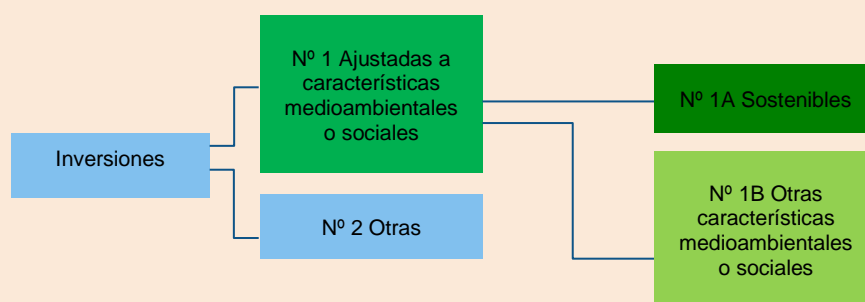 Inversiones
Nº 1 Ajustadas a
características
medioambientales
o sociales
Nº 2 Otras
Nº 1A Sostenibles
Nº 1B Otras
características
medioambientales
o sociales